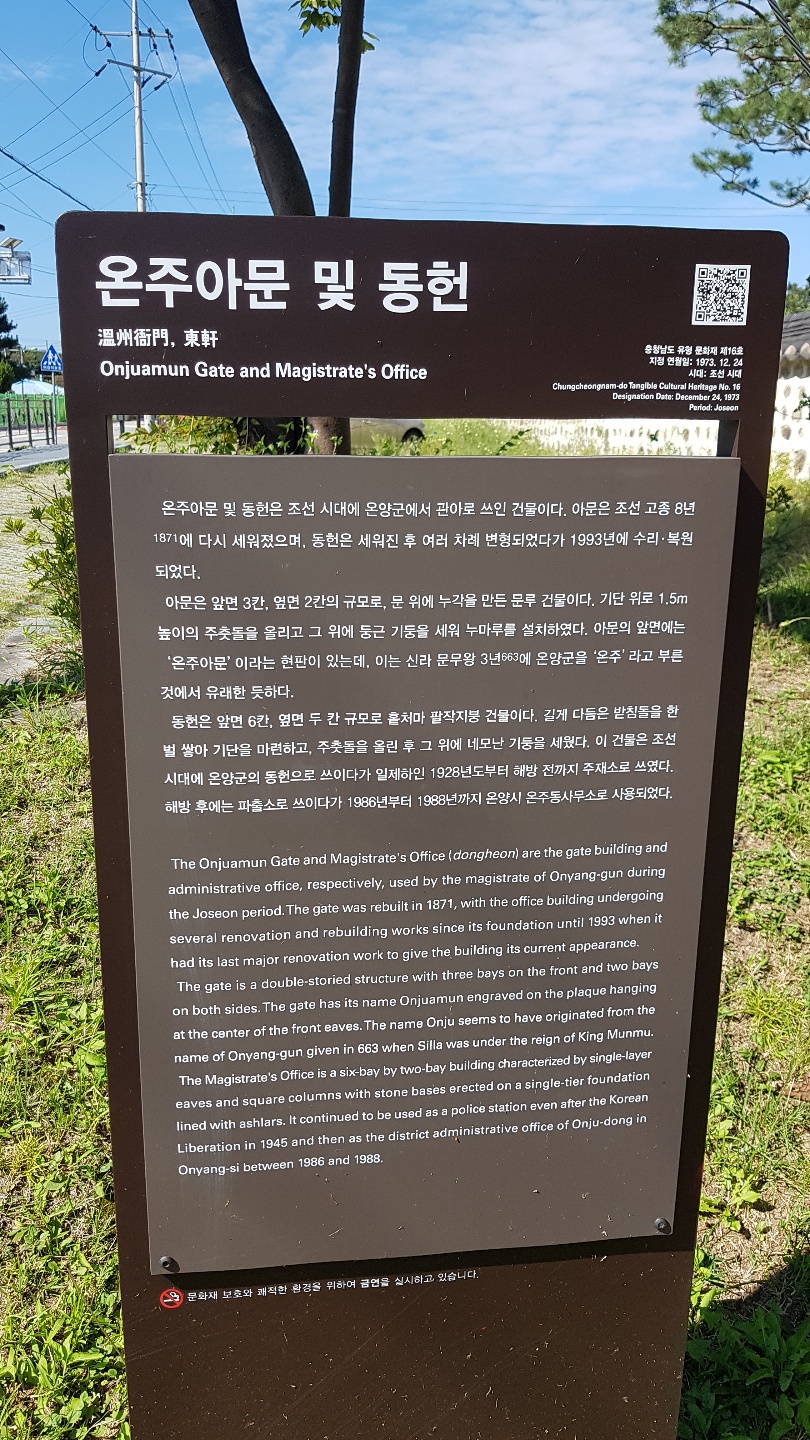 온주아문 및 동헌
溫州衙門, 東軒
Onjuamun Gate and Magistrate's Office
충청남도 유형 문화재 제16호
지정 연월일: 1973. 12. 24
시대: 조선 시대
Chungcheongnam-do Tangible Cultural Heritage No. 16
Designation Date: December 24, 1973
Period: Joseon
온주아문 및 동헌은 조선 시대에 온양군에서 관아로 쓰인 건물이다. 아문은 조선 고종 8년
1871에 다시 세워졌으며, 동헌은 세워진 후 여러 차례 변형되었다가 1993년에 수리·복원
되었다.
아문은 앞면 3칸, 옆면 2칸의 규모로, 문 위에 누각을 만든 문루 건물이다. 기단 위로 1.5m
높이의 주춧돌을 올리고 그 위에 둥근 기둥을 세워 누마루를 설치하였다. 아문의 앞면에는
'온주아문' 이라는 현판이 있는데, 이는 신라 문무왕 3년663에 온양군을 '온주' 라고 부른
것에서 유래한 듯하다.
동헌은 앞면 6칸, 옆면 두 칸 규모로 홑처마 팔작지붕 건물이다. 길게 다듬은 받침돌을 한
벌 쌓아 기단을 마련하고, 주춧돌을 올린 후 그 위에 네모난 기둥을 세웠다. 이 건물은 조선
시대에 온양군의 동헌으로 쓰이다가 일제하인 1928년도부터 해방 전까지 주재소로 쓰였다.
해방 후에는 파출소로 쓰이다가 1986년부터 1988년까지 온양시 온주동사무소로 사용되었다.
The Onjuamun Gate and Magistrate's Office (dongheon) are the gate building and
administrative office, respectively, used by the magistrate of Onyang-gun during
the Joseon period. The gate was rebuilt in 1871, with the office building undergoing
several renovation and rebuilding works since its foundation until 1993 when it
had its last major renovation work to give the building its current appearance.
The gate is a double-storied structure with three bays on the front and two bays
on both sides. The gate has its name Onjuamun engraved on the plaque hanging
at the center of the front eaves. The name Onju seems to have originated from the
name of Onyang-gun given in 663 when Silla was under the reign of King Munmu.
The Magistrate's Office is a six-bay by two-bay building characterized by single-layer
eaves and square columns with stone bases erected on a single-tier foundation
lined with ashlars. It continued to be used as a police station even after the Korean
Liberation in 1945 and then as the district administrative office of Onju-dong in
Onyang-si between 1986 and 1988.
문화재 보호와 쾌적한 환경을 위하여 금연을 실시하고 있습니다.